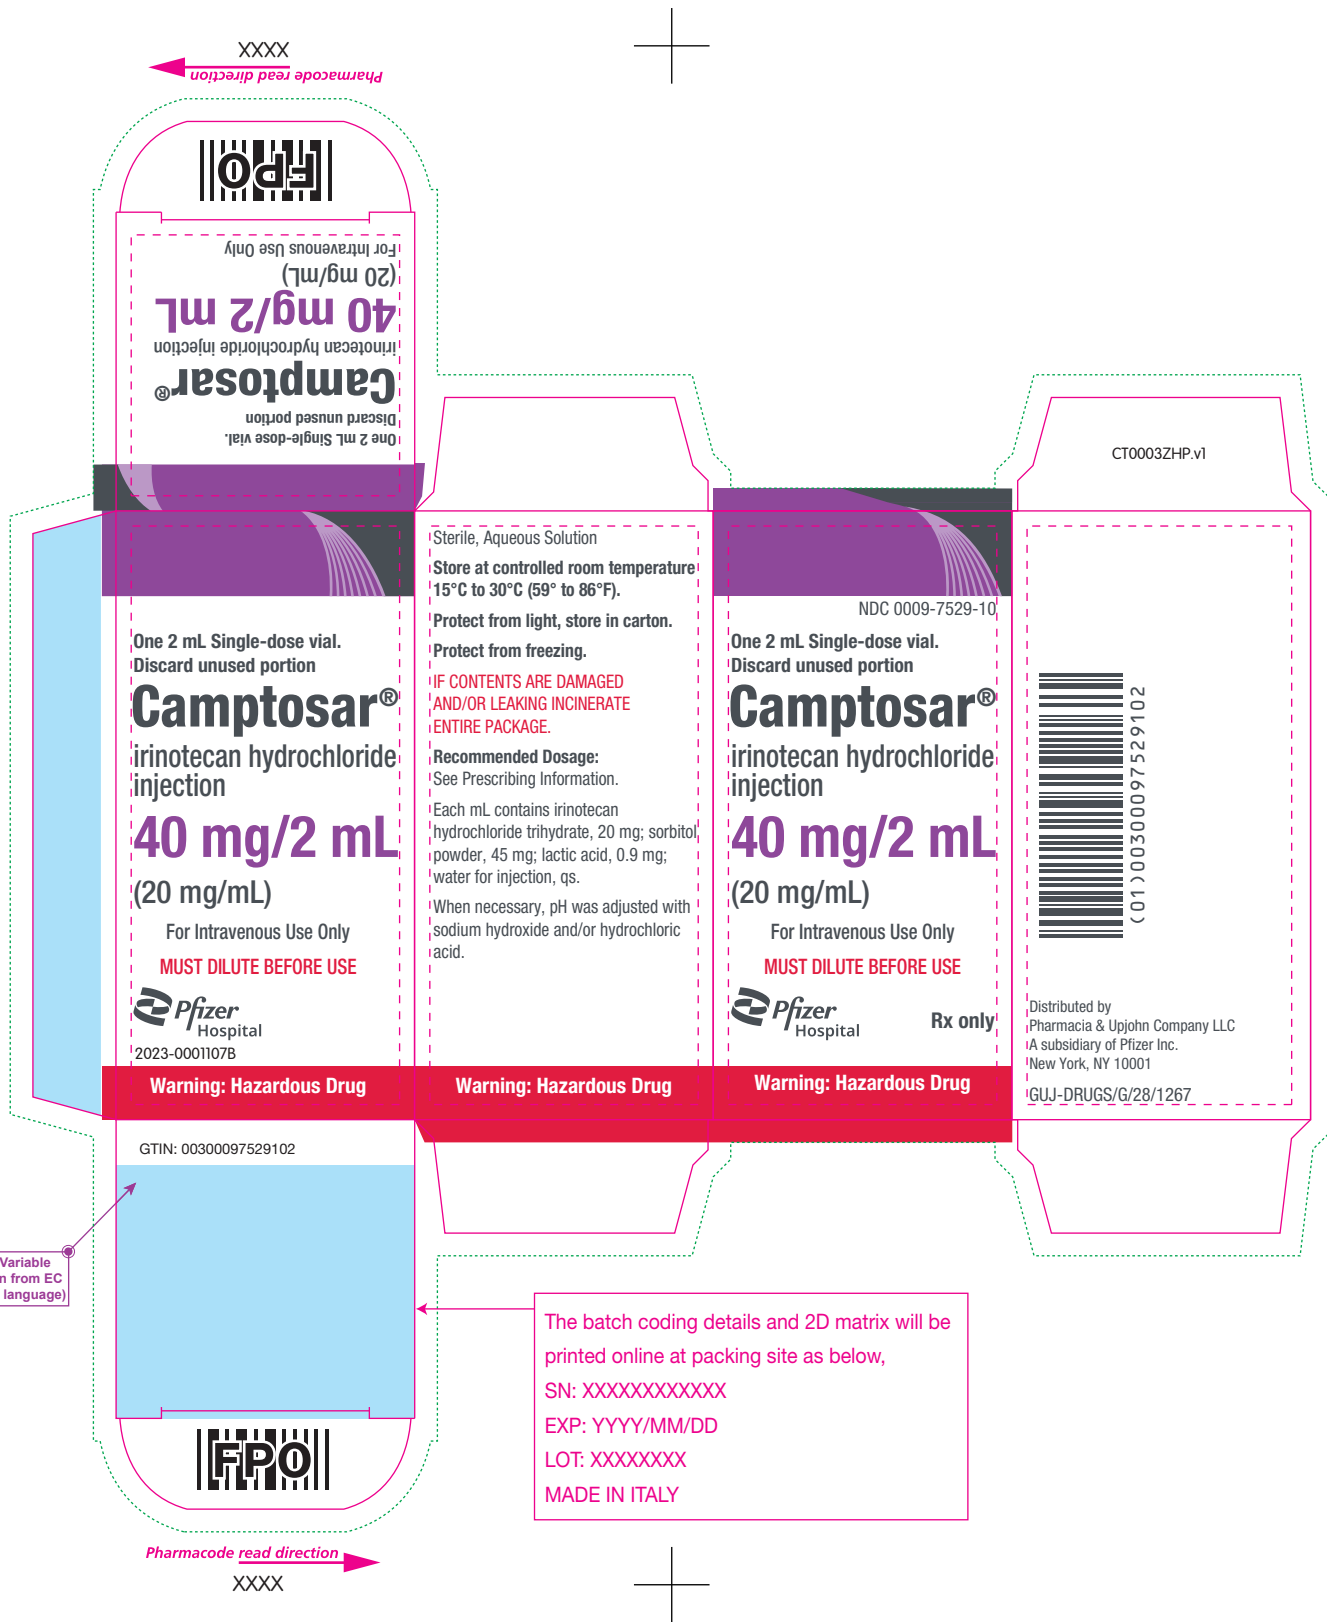 XXXX
Pharmacode read direction
FPO
For Intravenous Use Only
(20 mg/mL)
40 mg/2 mL
irinotecan hydrochloride injection
Camptosar®
Discard unused portion
One 2 mL Single-dose vial.
One 2 mL Single-dose vial.
Discard unused portion
Camptosar®
irinotecan hydrochloride
injection
40 mg/2 mL
(20 mg/mL)
For Intravenous Use Only
MUST DILUTE BEFORE USE
Pfizer
Hospital
2023-0001107B
Warning: Hazardous Drug
Sterile, Aqueous Solution
Store at controlled room temperature
15°C to 30°C (59° to 86°F).
Protect from light, store in carton.
Protect from freezing.
IF CONTENTS ARE DAMAGED
AND/OR LEAKING INCINERATE
ENTIRE PACKAGE.
Recommended Dosage:
See Prescribing Information.
Each mL contains irinotecan
hydrochloride trihydrate, 20 mg; sorbitol
powder, 45 mg; lactic acid, 0.9 mg;
water for injection, qs.
When necessary, pH was adjusted with
sodium hydroxide and/or hydrochloric
acid.
Warning: Hazardous Drug
NDC 0009-7529-10
One 2 mL Single-dose vial.
Discard unused portion
Camptosar®
irinotecan hydrochloride
injection
40 mg/2 mL
(20 mg/mL)
For Intravenous Use Only
MUST DILUTE BEFORE USE
Pfizer
Hospital
Rx only
Warning: Hazardous Drug
CT0003ZHP.v1
(01)00300097529102
Distributed by
Pharmacia & Upjohn Company LLC
A subsidiary of Pfizer Inc.
New York, NY 10001
GUJ-DRUGS/G/28/1267
GTIN: 00300097529102
Variable
from EC
language)
The batch coding details and 2D matrix will be
printed online at packing site as below,
SN: XXXXXXXXXXXX
EXP: YYYY/MM/DD
LOT: XXXXXXXX
MADE IN ITALY
FPO
Pharmacode read direction
XXXX